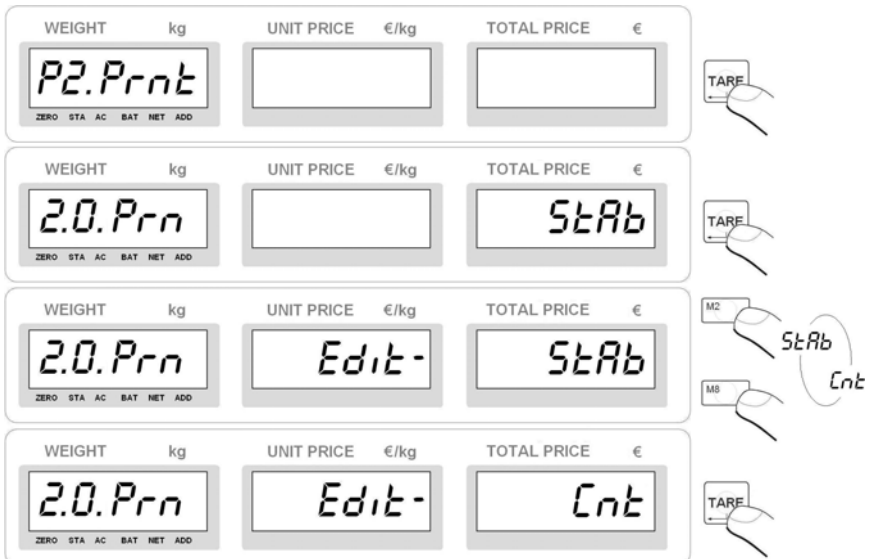 WEIGHT kg UNIT PRICE €/kg TOTAL PRICE €
P2.Prnt
TARE
ZERO STA AC BAT NET ADD
WEIGHT kg UNIT PRICE €/kg TOTAL PRICE €
2.0.Prn StAb
TARE
ZERO STA AC BAT NET ADD
WEIGHT kg UNIT PRICE €/kg TOTAL PRICE €
M2
StAb
2.0.Prn Edit- StAb
Cnt
M8
ZERO STA AC BAT NET ADD
WEIGHT kg UNIT PRICE €/kg TOTAL PRICE €
2.0.Prn Edit- Cnt
TARE
ZERO STA AC BAT NET ADD